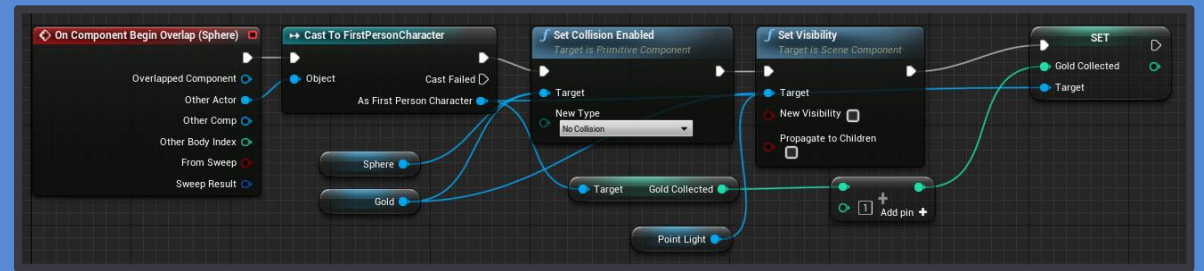 On Component Begin Overlap (Sphere)
Overlapped Component
Other Actor
Other Comp
Other Body Index
From Sweep
Sweep Result
Cast To FirstPersonCharacter
Object
Cast Failed
As First Person Character
Sphere
Gold
f Set Collision Enabled
Target is Primitive Component
Target
New Type
No Collision
Target Gold Collected
Point Light
f Set Visibility
Target is Scene Component
Target
New Visibility
Propagate to Children
1 Add pin +
SET
Gold Collected
Target